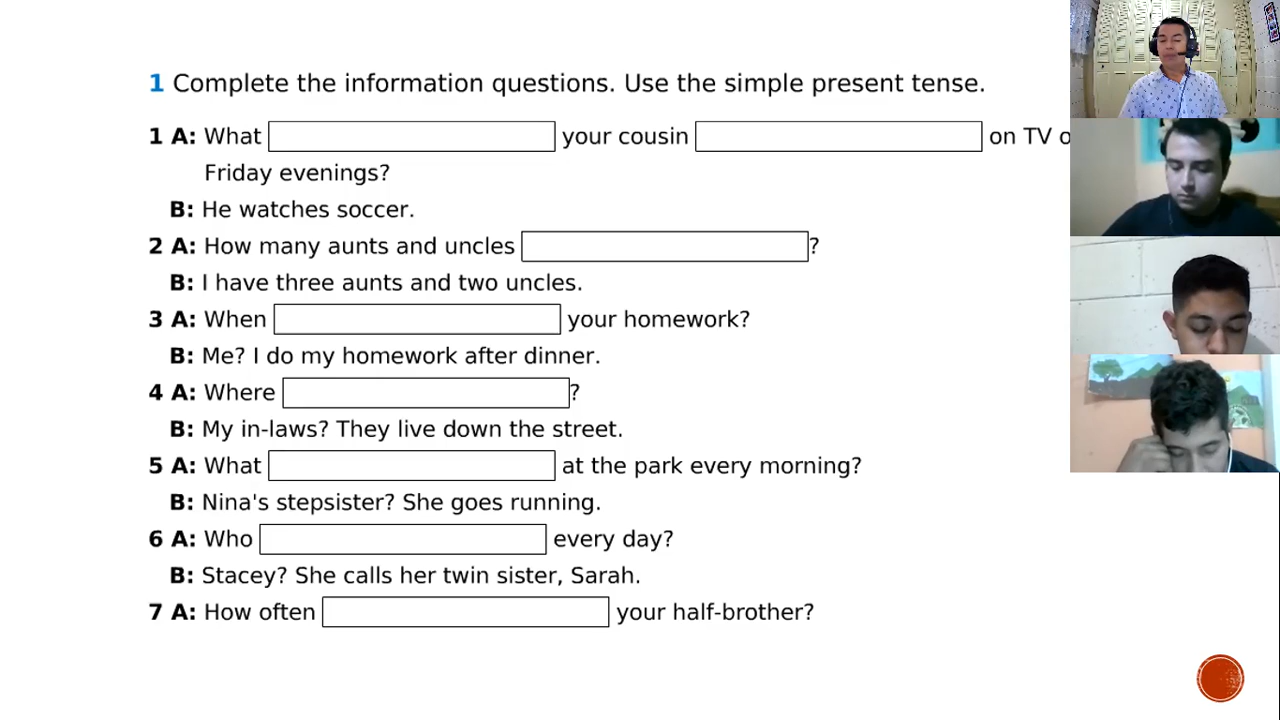 1 Complete the information questions. Use the simple present tense.
1 A: What your cousin on TV o
Friday evenings?
B: He watches soccer.
2 A: How many aunts and uncles ?
B: I have three aunts and two uncles.
3 A: When your homework?
B: Me? I do my homework after dinner.
4 A: Where ?
B: My in-laws? They live down the street.
5 A: What at the park every morning?
B: Nina's stepsister? She goes running.
6 A: Who every day?
B: Stacey? She calls her twin sister, Sarah.
7 A: How often your half-brother?